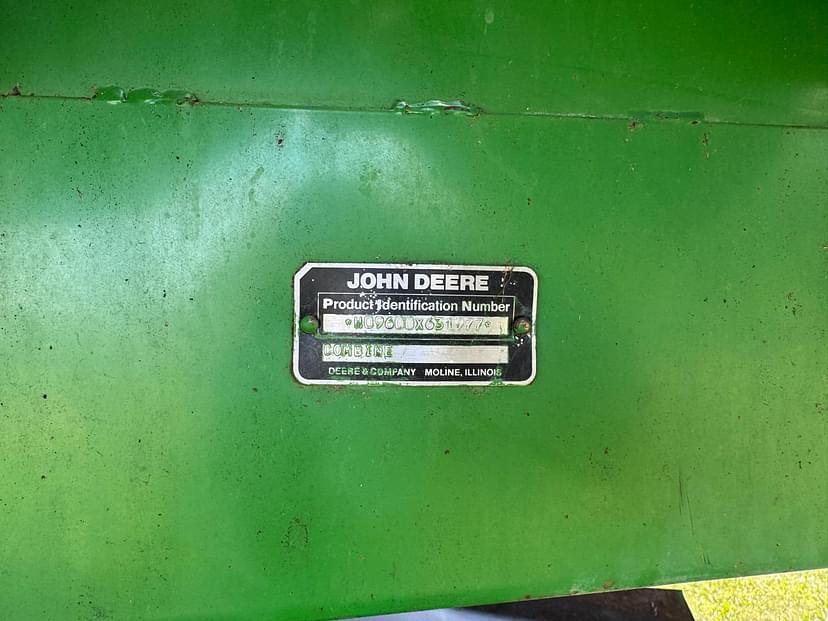 JOHN DEERE
Product Identification Number
COMBINE
DEERE & COMPANY MOLINE, ILLINOIS